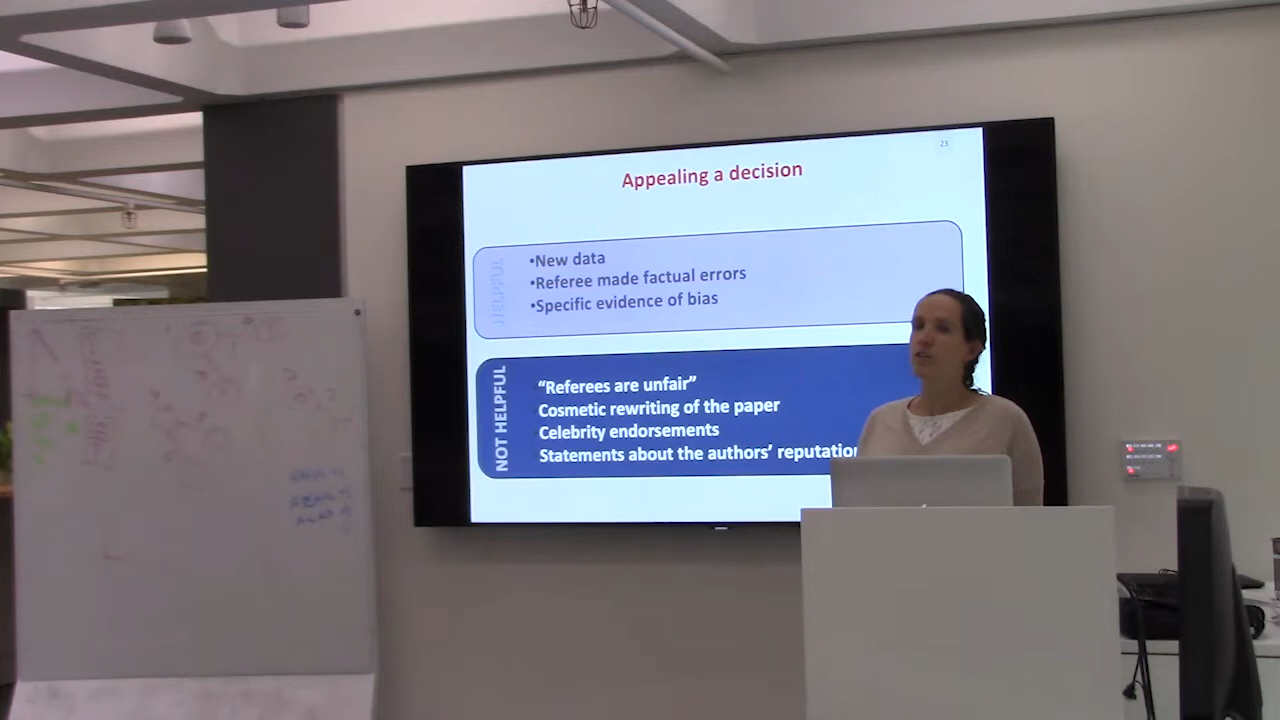 23
Appealing a decision
HELPFUL
•New data
•Referee made factual errors
•Specific evidence of bias
NOT HELPFUL
“Referees are unfair”
Cosmetic rewriting of the paper
Celebrity endorsements
Statements about the authors’ reputation